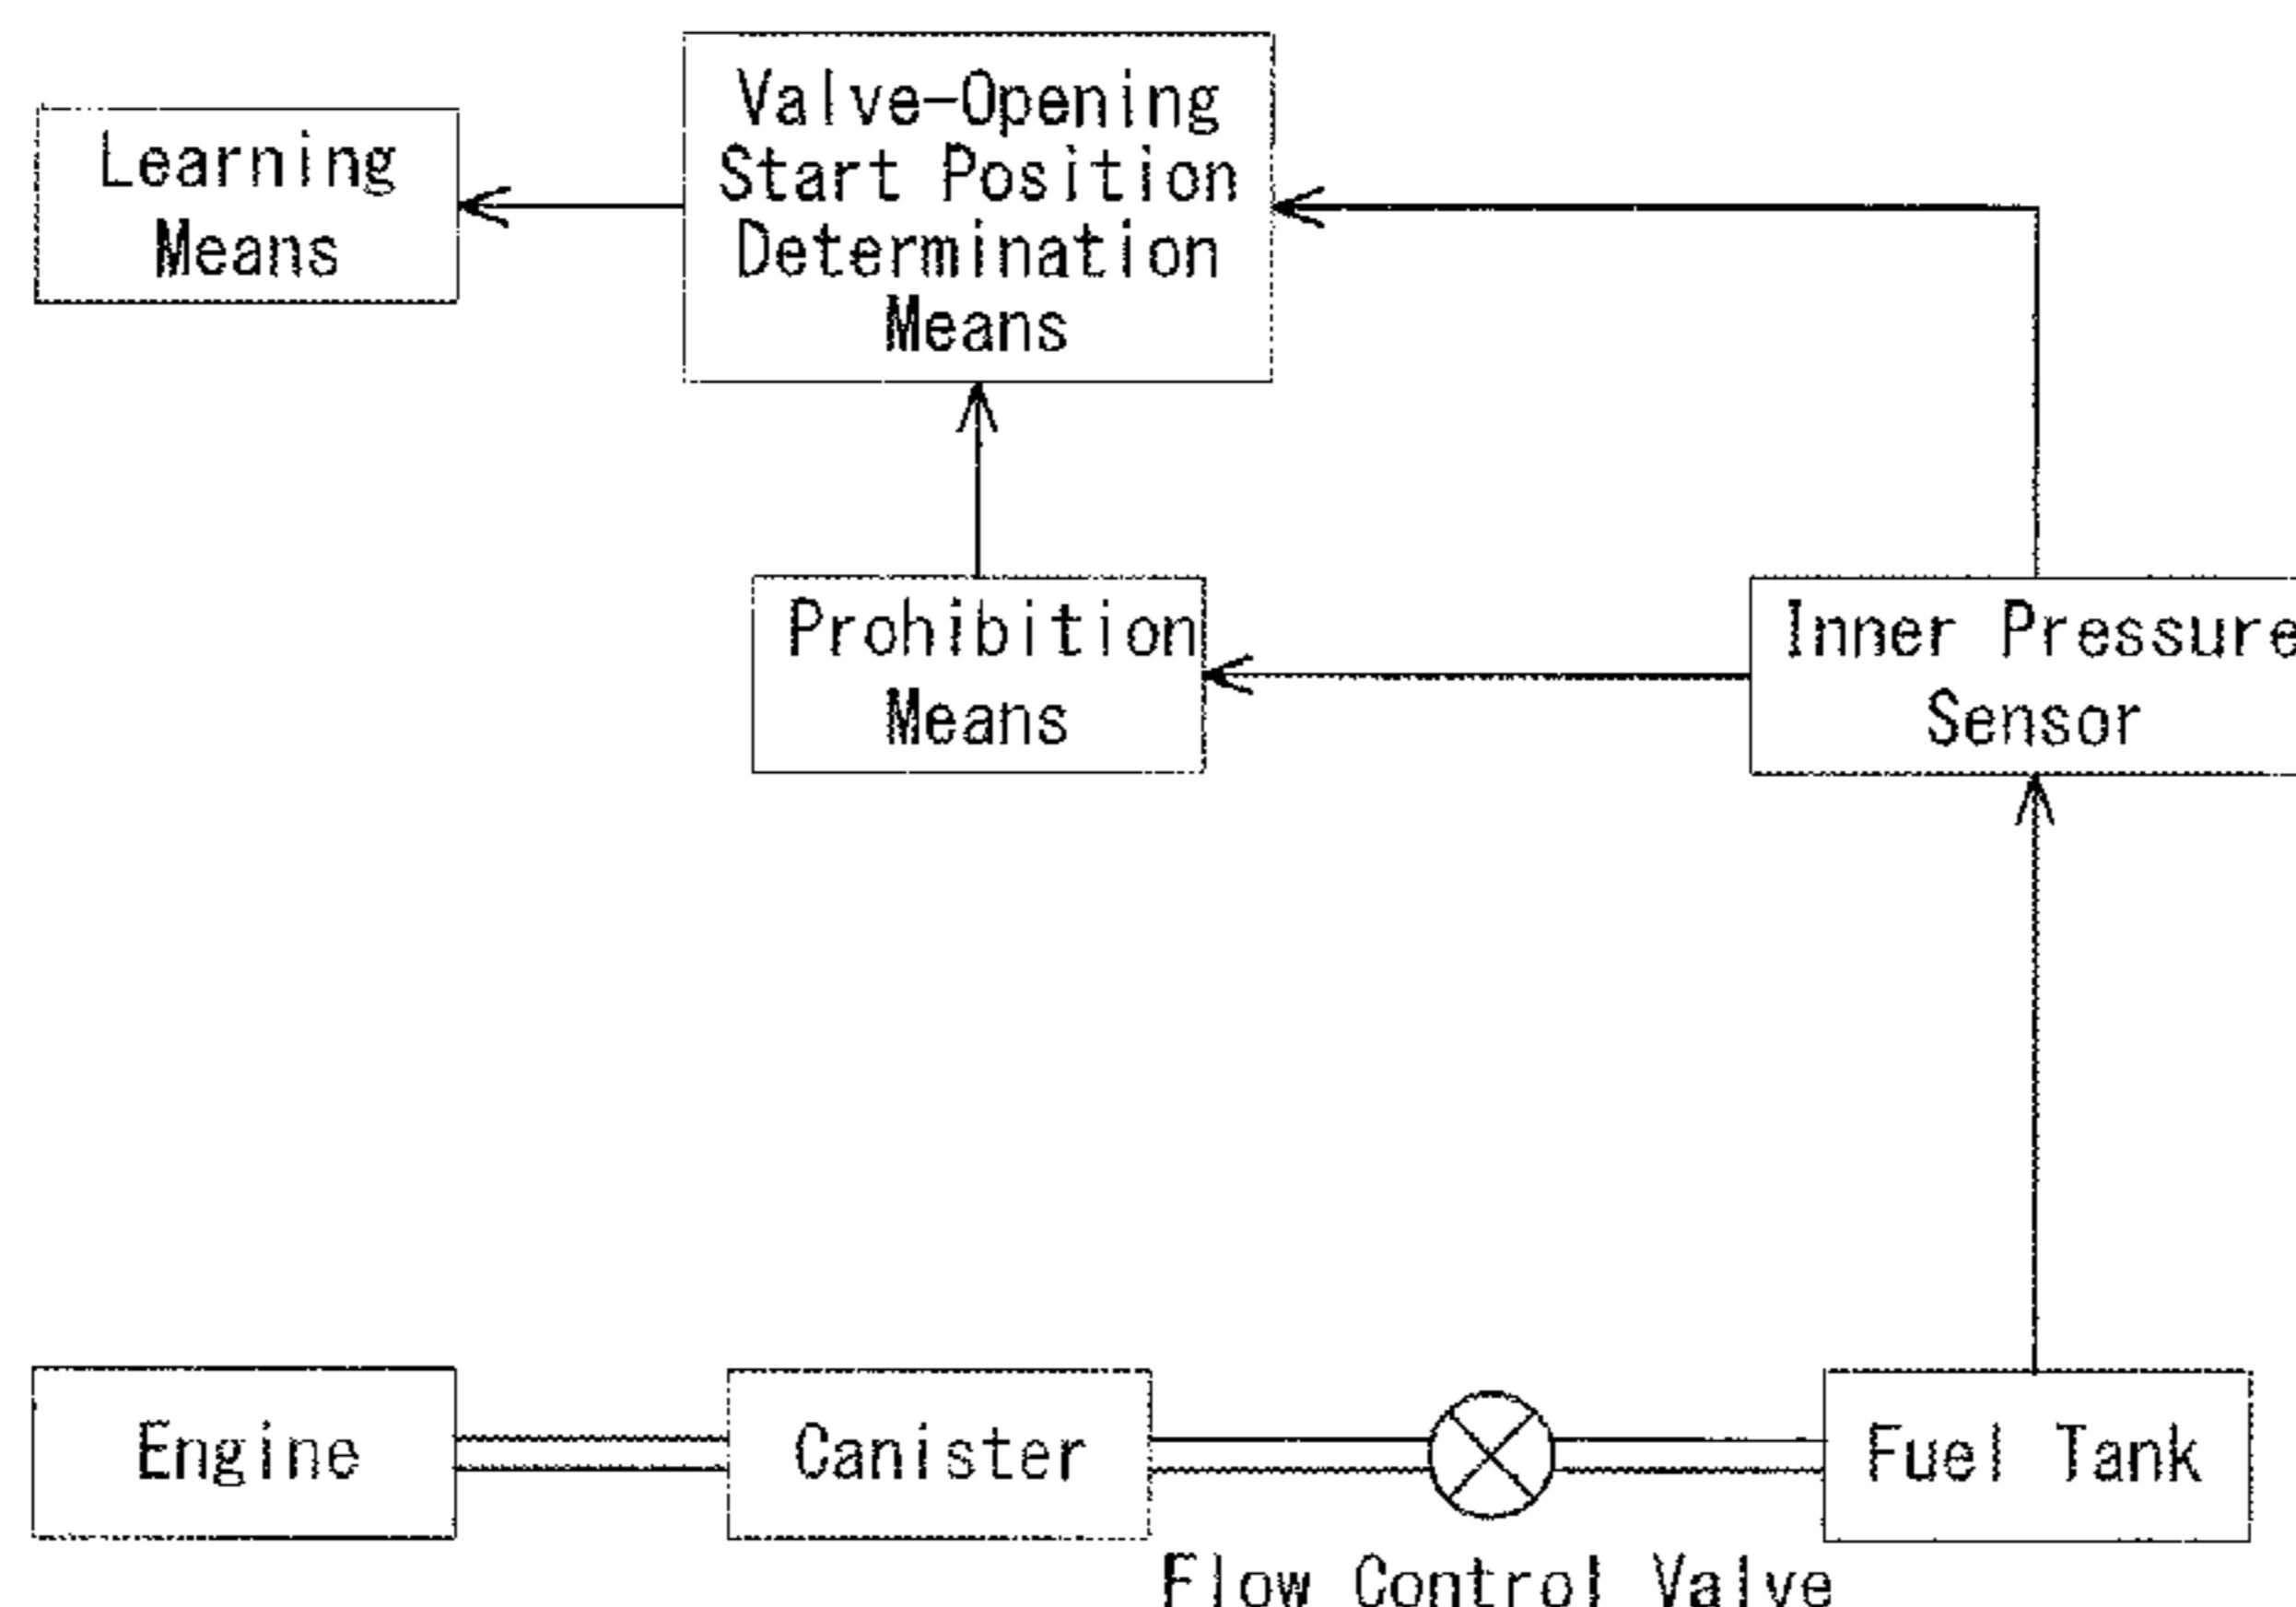 Valve-Opening
Start Position
Determination
Means
Learning
Means
Prohibition
Means
Inner Pressure
Sensor
Engine
Canister
Fuel Tank
Flow Control Valve